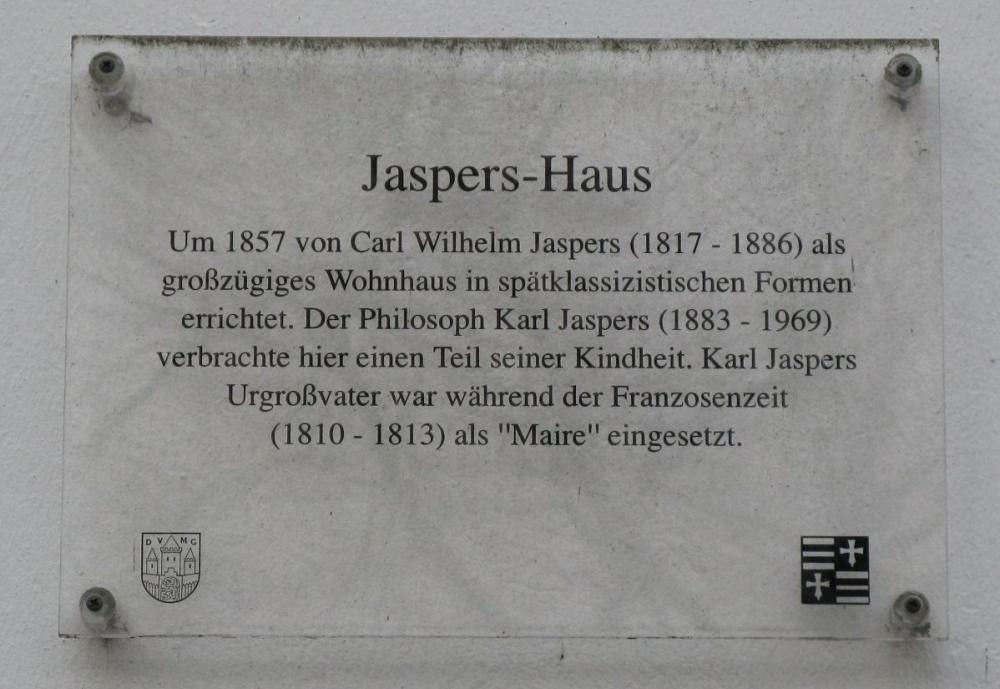 Jaspers-Haus
Um 1857 von Carl Wilhelm Jaspers (1817 - 1886) als
großzügiges Wohnhaus in spätklassizistischen Formen
errichtet. Der Philosoph Karl Jaspers (1883 - 1969)
verbrachte hier einen Teil seiner Kindheit. Karl Jaspers
Urgroßvater war während der Franzosenzeit
(1810 - 1813) als "Maire" eingesetzt.
D V M G